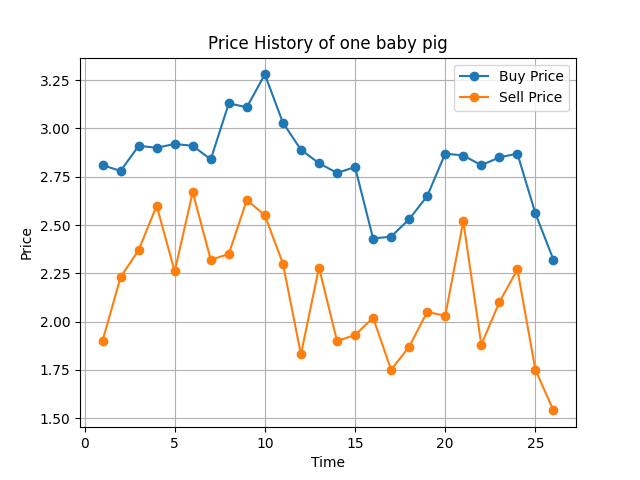 Price History of one baby pig
Buy Price
Sell Price
3.25
3.00
2.75
2.50
2.25
2.00
1.75
1.50
Price
0 5 10 15 20 25
Time